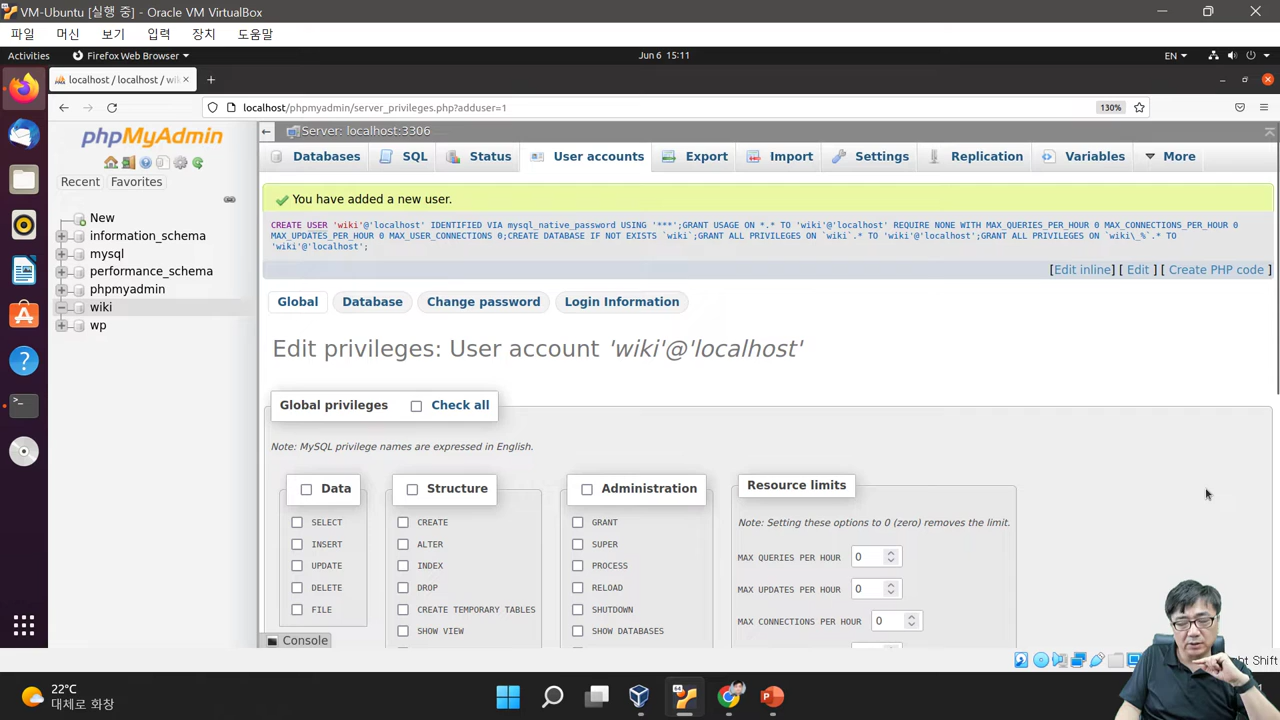 VM-Ubuntu [실행 중] - Oracle VM VirtualBox
파일 머신 보기 입력 장치 도움말
Activities Firefox Web Browser Jun 6 15:11 EN
localhost / localhost / wi
localhost/phpmyadmin/server_privileges.php?adduser=1 130%
phpMyAdmin
Recent Favorites
New
information_schema
mysql
performance_schema
phpmyadmin
wiki
wp
Server: localhost:3306
Databases SQL Status User accounts Export Import Settings Replication Variables More
You have added a new user.
CREATE USER 'wiki'@'localhost' IDENTIFIED VIA mysql_native_password USING '***';GRANT USAGE ON *.* TO 'wiki'@'localhost' REQUIRE NONE WITH MAX_QUERIES_PER_HOUR 0 MAX_CONNECTIONS_PER_HOUR 0
MAX_UPDATES_PER_HOUR 0 MAX_USER_CONNECTIONS 0;CREATE DATABASE IF NOT EXISTS `wiki`;GRANT ALL PRIVILEGES ON `wiki`.* TO 'wiki'@'localhost';GRANT ALL PRIVILEGES ON `wiki\_%`.* TO
'wiki'@'localhost';
[Edit inline] [ Edit ] [ Create PHP code ]
Global Database Change password Login Information
Edit privileges: User account 'wiki'@'localhost'
Global privileges Check all
Note: MySQL privilege names are expressed in English.
Data
SELECT
INSERT
UPDATE
DELETE
FILE
Structure
CREATE
ALTER
INDEX
DROP
CREATE TEMPORARY TABLES
SHOW VIEW
Administration
GRANT
SUPER
PROCESS
RELOAD
SHUTDOWN
SHOW DATABASES
Resource limits
Note: Setting these options to 0 (zero) removes the limit.
MAX QUERIES PER HOUR 0
MAX UPDATES PER HOUR 0
MAX CONNECTIONS PER HOUR 0
Console
Shift
22°C
대체로 화창